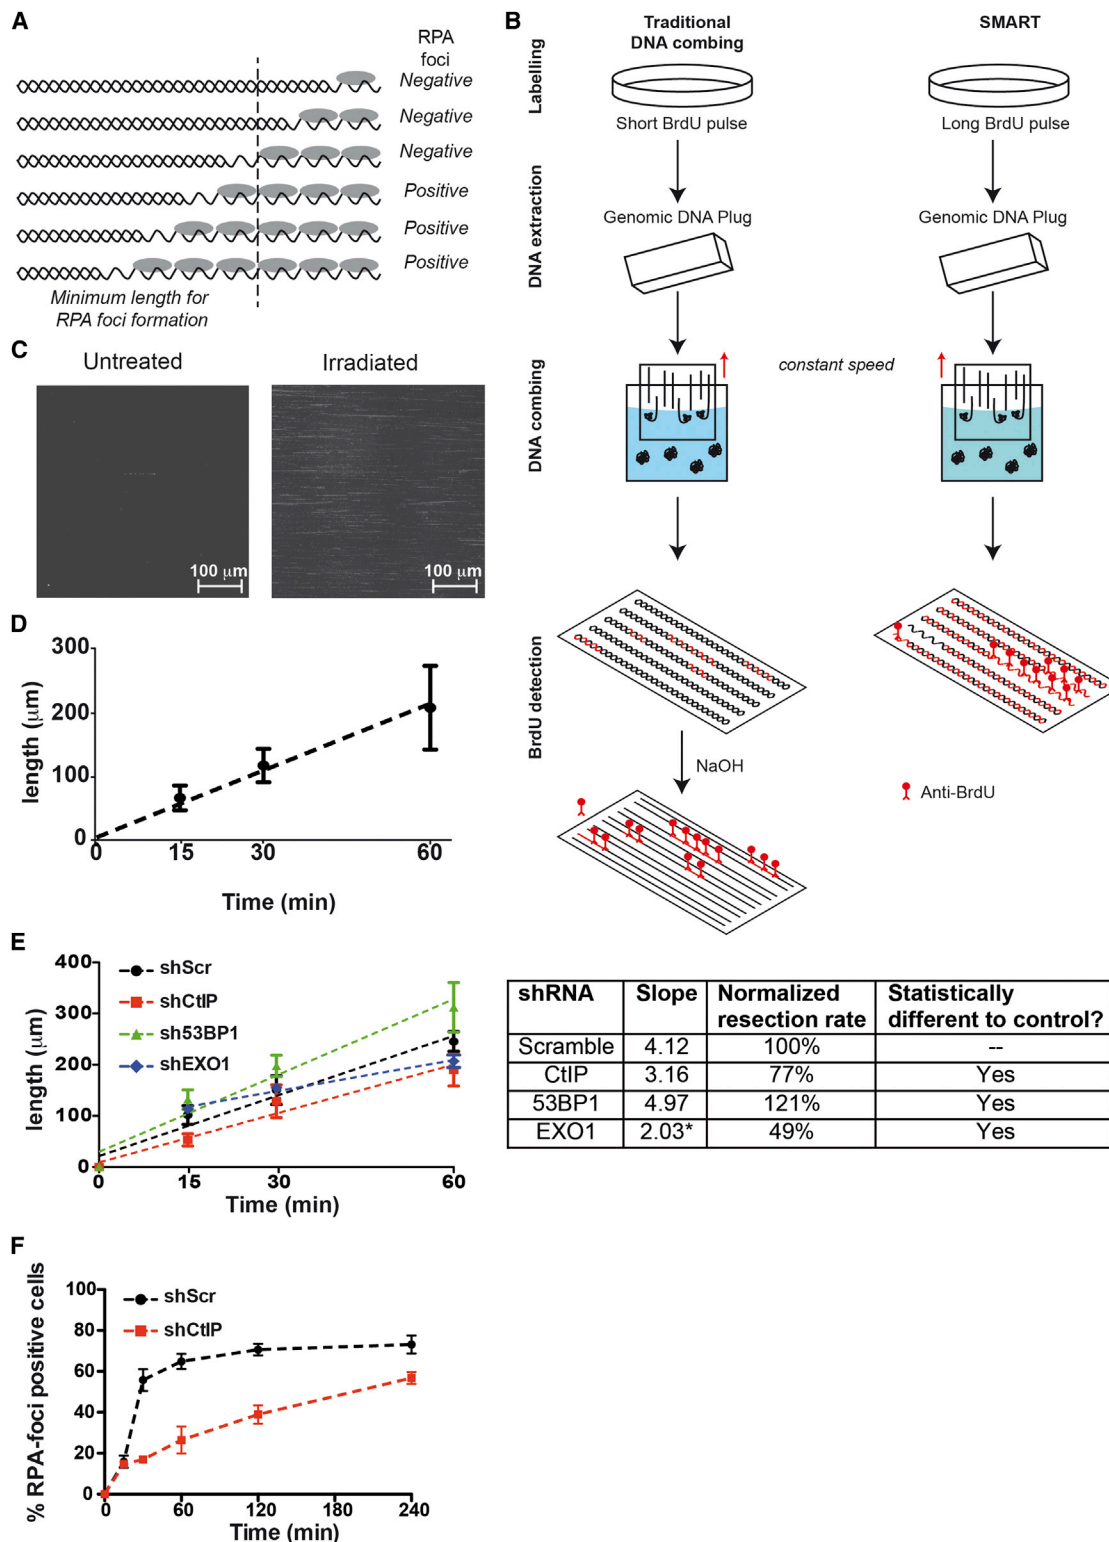 A
RPA
foci
Negative
Negative
Negative
Positive
Positive
Positive
Minimum length for
RPA foci formation
B
Traditional
DNA combing
SMART
Labelling
Short BrdU pulse
Long BrdU pulse
DNA extraction
Genomic DNA Plug
Genomic DNA Plug
DNA combing
constant speed
BrdU detection
NaOH
Anti-BrdU
C
Untreated
Irradiated
100 μm
100 μm
D
length (μm)
300
200
100
0
0
15
30
60
Time (min)
E
length (μm)
400
300
200
100
0
shScr
shCtIP
sh53BP1
shEXO1
0
15
30
60
Time (min)
shRNA Slope Normalized resection rate Statistically different to control?
Scramble 4.12 100% --
CtIP 3.16 77% Yes
53BP1 4.97 121% Yes
EXO1 2.03* 49% Yes
F
% RPA-foci positive cells
100
80
60
40
20
0
shScr
shCtIP
0
60
120
180
240
Time (min)